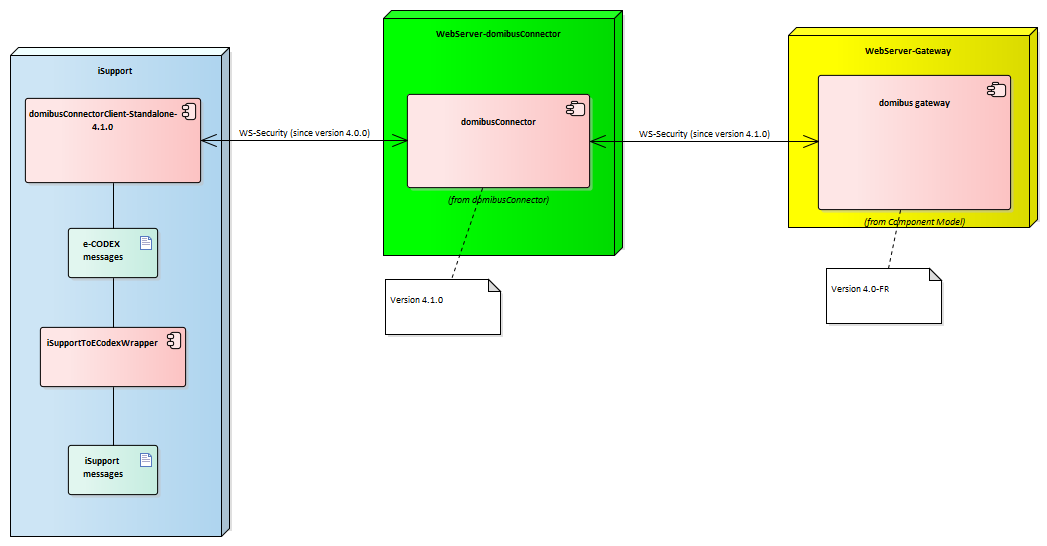 iSupport
domibusConnectorClient-Standalone-
4.1.0
e-CODEX
messages
iSupportToECodexWrapper
iSupport
messages
WS-Security (since version 4.0.0)
WebServer-domibusConnector
domibusConnector
(from domibusConnector)
Version 4.1.0
WS-Security (since version 4.1.0)
WebServer-Gateway
domibus gateway
(from Component Model)
Version 4.0-FR